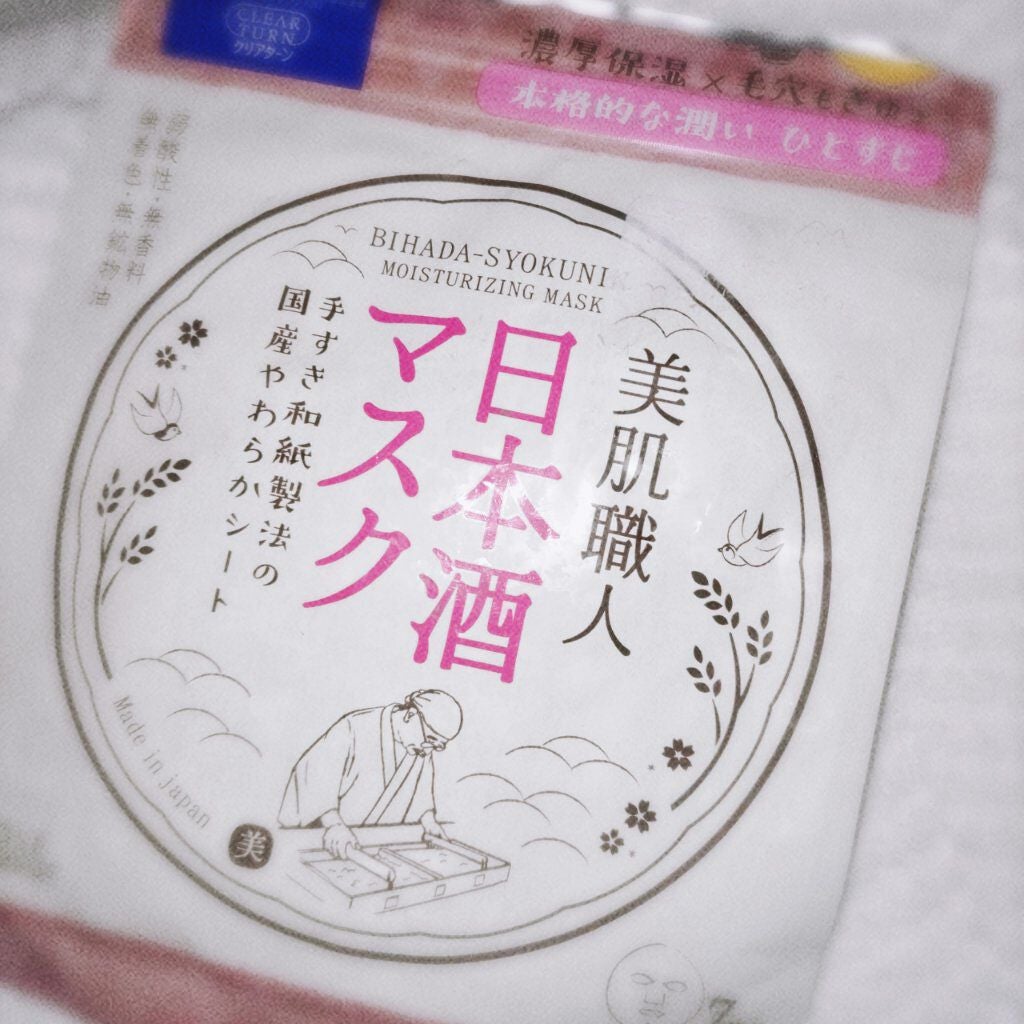 CLEAR
TURN
クリアターン
濃厚保湿×毛穴もぎゅっ
本格的な潤い ひとすじ
弱酸性・無香料
無着色・無鉱物油
BIHADA-SYOKUNIN
MOISTURIZING MASK
美肌職人
日本酒
マスク
手すき和紙製法の
国産やわらかシート
Made in japan
美
7